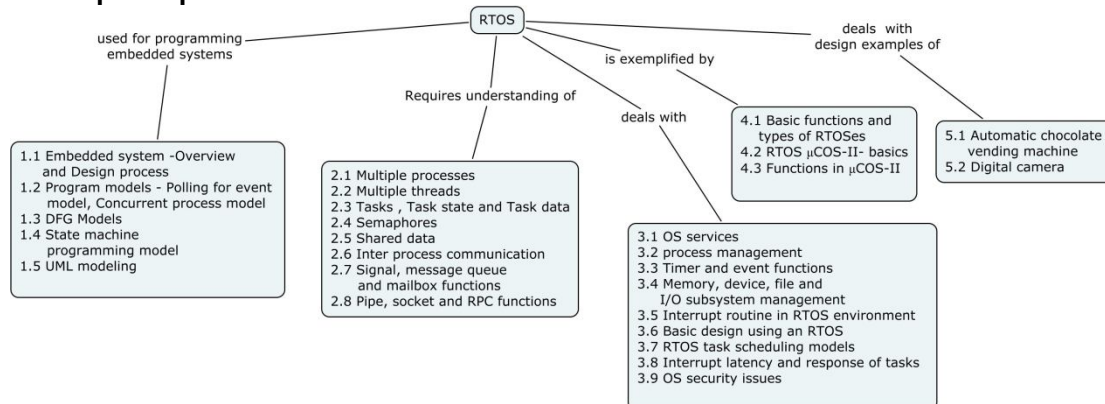 RTOS
used for programming
embedded systems
Requires understanding of
deals with
is exemplified by
deals with
design examples of
1.1 Embedded system -Overview
and Design process
1.2 Program models - Polling for event
model, Concurrent process model
1.3 DFG Models
1.4 State machine
programming model
1.5 UML modeling
2.1 Multiple processes
2.2 Multiple threads
2.3 Tasks , Task state and Task data
2.4 Semaphores
2.5 Shared data
2.6 Inter process communication
2.7 Signal, message queue
and mailbox functions
2.8 Pipe, socket and RPC functions
3.1 OS services
3.2 process management
3.3 Timer and event functions
3.4 Memory, device, file and
I/O subsystem management
3.5 Interrupt routine in RTOS environment
3.6 Basic design using an RTOS
3.7 RTOS task scheduling models
3.8 Interrupt latency and response of tasks
3.9 OS security issues
4.1 Basic functions and
types of RTOSes
4.2 RTOS μCOS-II- basics
4.3 Functions in μCOS-II
5.1 Automatic chocolate
vending machine
5.2 Digital camera